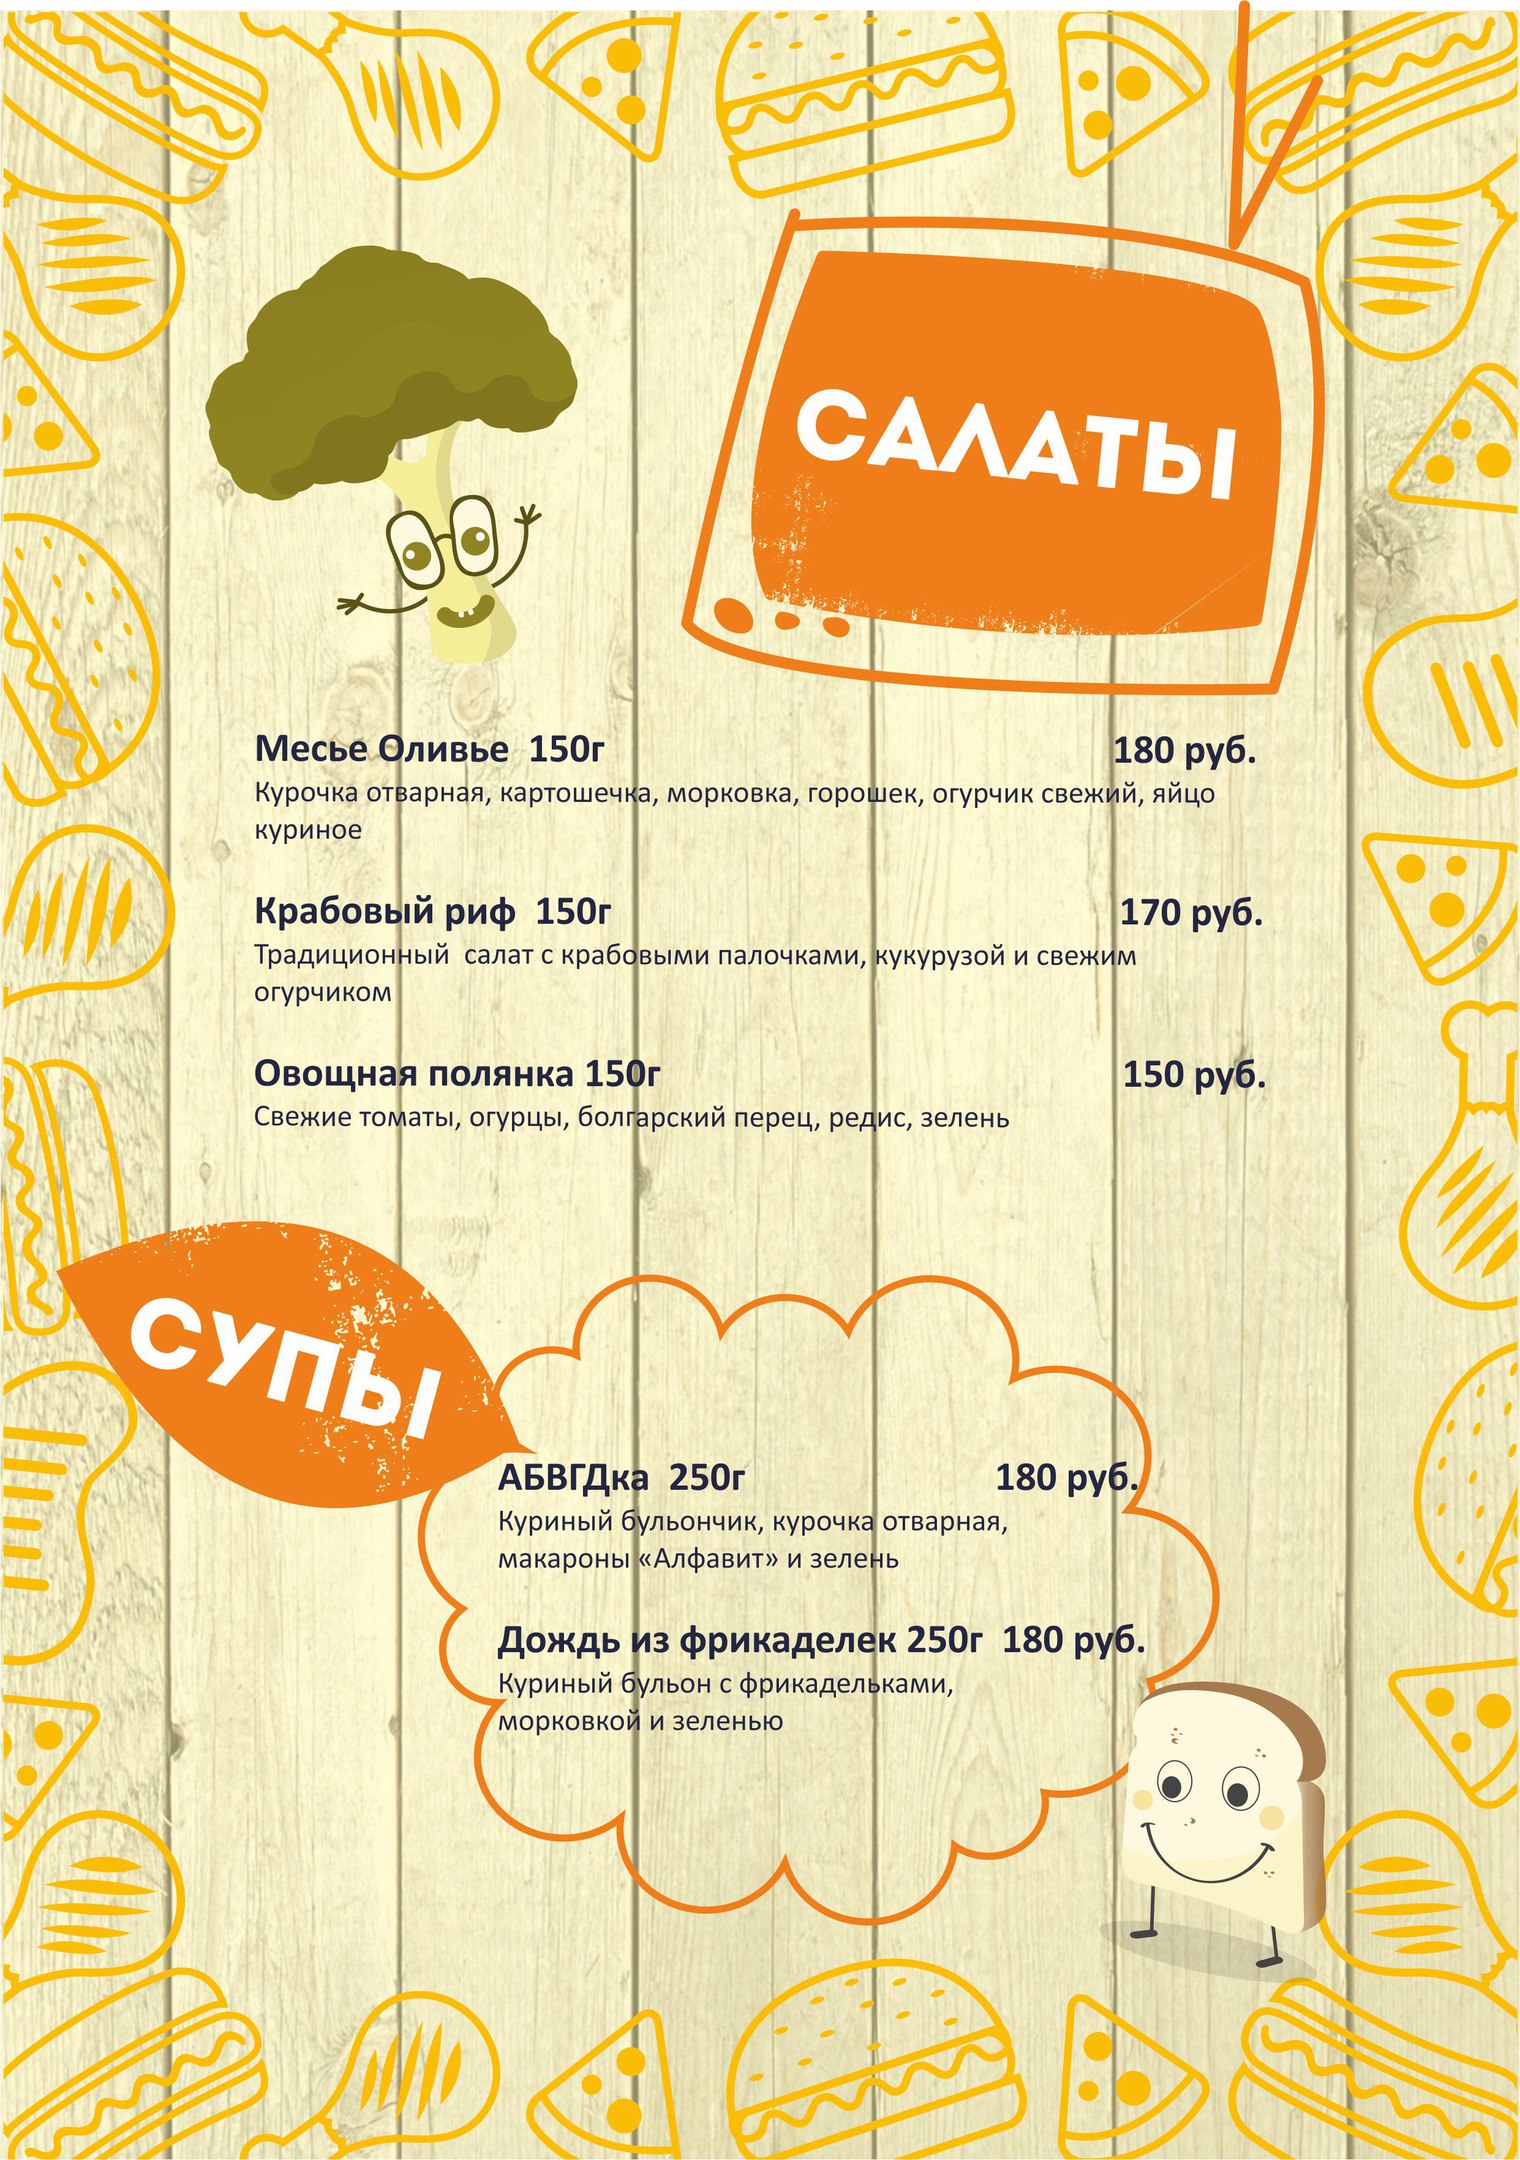 САЛАТЫ
Месье Оливье 150г 180 руб.
Курочка отварная, картошечка, морковка, горошек, огурчик свежий, яйцо
куриное
Крабовый риф 150г 170 руб.
Традиционный салат с крабовыми палочками, кукурузой и свежим
огурчиком
Овощная полянка 150г 150 руб.
Свежие томаты, огурцы, болгарский перец, редис, зелень
СУПЫ
АБВГДка 250г 180 руб.
Куриный бульончик, курочка отварная,
макароны «Алфавит» и зелень
Дождь из фрикаделек 250г 180 руб.
Куриный бульон с фрикадельками,
морковкой и зеленью